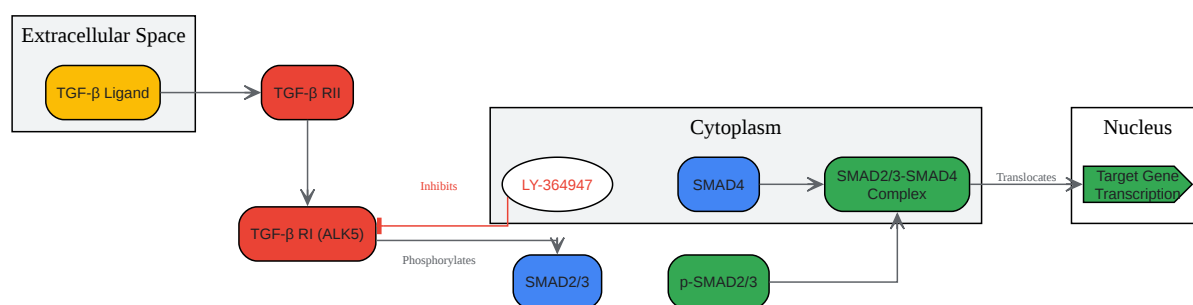 Extracellular Space
TGF-β Ligand
TGF-β RII
Cytoplasm
Nucleus
Inhibits
LY-364947
SMAD4
SMAD2/3-SMAD4
Complex
Translocates
Target Gene
Transcription
TGF-β RI (ALK5)
Phosphorylates
SMAD2/3
p-SMAD2/3